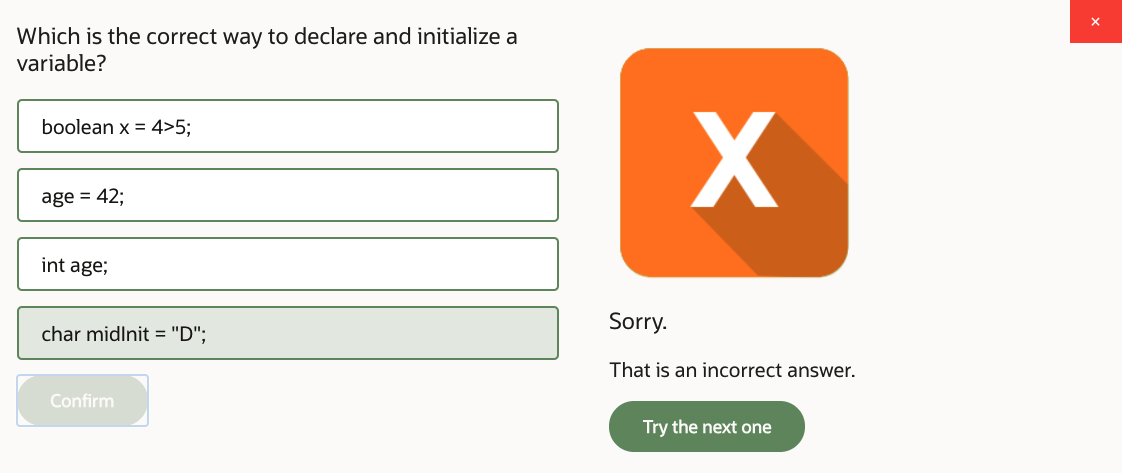 Which is the correct way to declare and initialize a
variable?
boolean x = 4>5;
age = 42;
int age;
char midInit = "D";
Confirm
×
X
Sorry.
That is an incorrect answer.
Try the next one